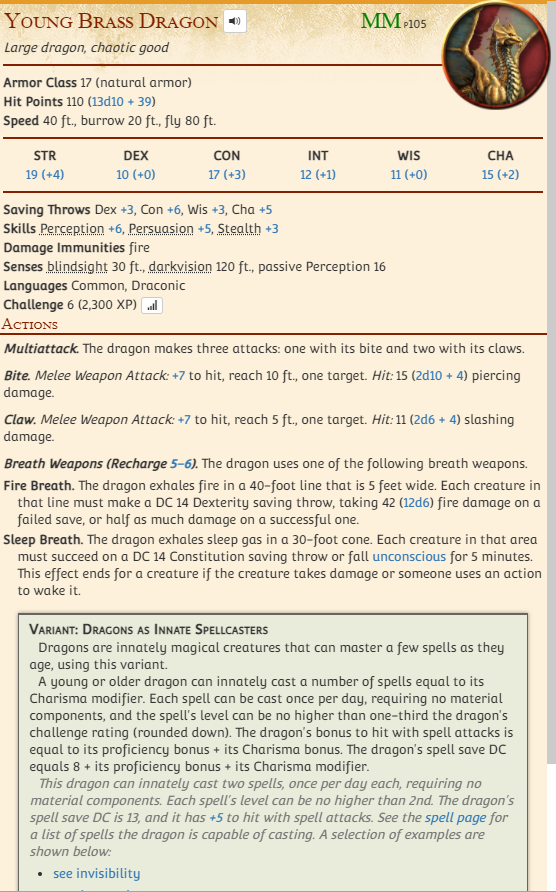 Young Brass Dragon
MM p105
Large dragon, chaotic good
Armor Class 17 (natural armor)
Hit Points 110 (13d10 + 39)
Speed 40 ft., burrow 20 ft., fly 80 ft.
STR DEX CON INT WIS CHA
19 (+4) 10 (+0) 17 (+3) 12 (+1) 11 (+0) 15 (+2)
Saving Throws Dex +3, Con +6, Wis +3, Cha +5
Skills Perception +6, Persuasion +5, Stealth +3
Damage Immunities fire
Senses blindsight 30 ft., darkvision 120 ft., passive Perception 16
Languages Common, Draconic
Challenge 6 (2,300 XP)
Actions
Multiattack. The dragon makes three attacks: one with its bite and two with its claws.
Bite. Melee Weapon Attack: +7 to hit, reach 10 ft., one target. Hit: 15 (2d10 + 4) piercing
damage.
Claw. Melee Weapon Attack: +7 to hit, reach 5 ft., one target. Hit: 11 (2d6 + 4) slashing
damage.
Breath Weapons (Recharge 5–6). The dragon uses one of the following breath weapons.
Fire Breath. The dragon exhales fire in a 40-foot line that is 5 feet wide. Each creature in
that line must make a DC 14 Dexterity saving throw, taking 42 (12d6) fire damage on a
failed save, or half as much damage on a successful one.
Sleep Breath. The dragon exhales sleep gas in a 30-foot cone. Each creature in that area
must succeed on a DC 14 Constitution saving throw or fall unconscious for 5 minutes.
This effect ends for a creature if the creature takes damage or someone uses an action
to wake it.
Variant: Dragons as Innate Spellcasters
Dragons are innately magical creatures that can master a few spells as they
age, using this variant.
A young or older dragon can innately cast a number of spells equal to its
Charisma modifier. Each spell can be cast once per day, requiring no material
components, and the spell's level can be no higher than one-third the dragon's
challenge rating (rounded down). The dragon's bonus to hit with spell attacks is
equal to its proficiency bonus + its Charisma bonus. The dragon's spell save DC
equals 8 + its proficiency bonus + its Charisma modifier.
This dragon can innately cast two spells, once per day each, requiring no
material components. Each spell's level can be no higher than 2nd. The dragon's
spell save DC is 13, and it has +5 to hit with spell attacks. See the spell page for
a list of spells the dragon is capable of casting. A selection of examples are
shown below:
• see invisibility